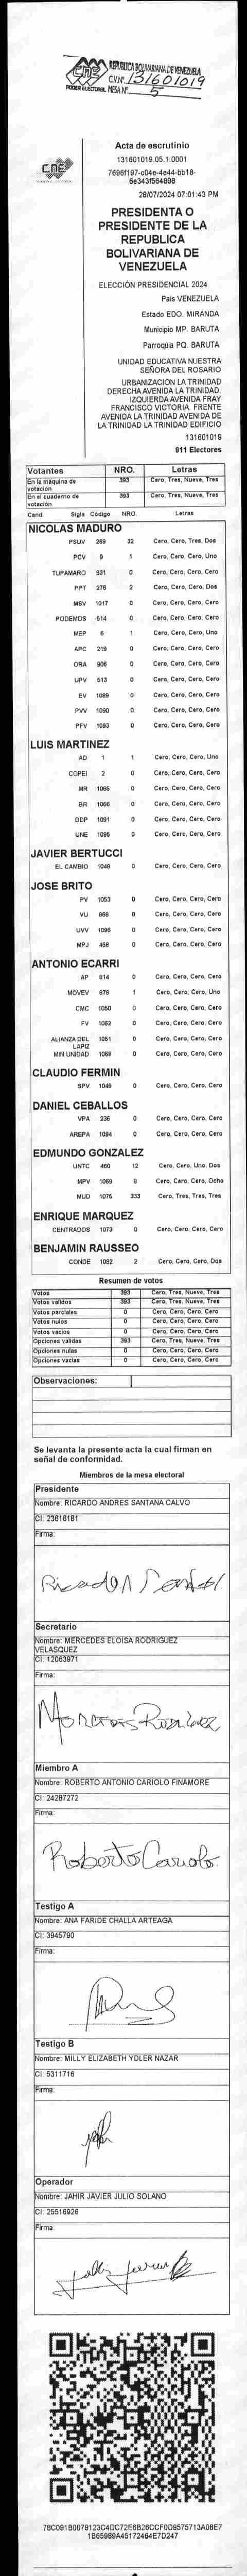 REPUBLICA BOLIVARIANA DE VENEZUELA
CNE
C.V.Nº. 131601019
PODER ELECTORAL MESA Nº 5
CNE
Acta de escrutinio
131601019.05.1.0001
7696f197-c04e-4e44-bb18-
6e343f564898
28/07/2024 07:01:43 PM
PRESIDENTA O
PRESIDENTE DE LA
REPUBLICA
BOLIVARIANA DE
VENEZUELA
ELECCIÓN PRESIDENCIAL 2024
País VENEZUELA
Estado EDO. MIRANDA
Municipio MP. BARUTA
Parroquia PQ. BARUTA
UNIDAD EDUCATIVA NUESTRA
SEÑORA DEL ROSARIO
URBANIZACION LA TRINIDAD
DERECHA AVENIDA LA TRINIDAD.
IZQUIERDA AVENIDA FRAY
FRANCISCO VICTORIA. FRENTE
AVENIDA LA TRINIDAD AVENIDA DE
LA TRINIDAD LA TRINIDAD EDIFICIO
131601019
911 Electores
Votantes NRO. Letras
En la máquina de votación 393 Cero, Tres, Nueve, Tres
En el cuaderno de votación 393 Cero, Tres, Nueve, Tres
Cand. Sigla Código NRO. Letras
NICOLAS MADURO
PSUV 269 32 Cero, Cero, Tres, Dos
PCV 9 1 Cero, Cero, Cero, Uno
TUPAMARO 931 0 Cero, Cero, Cero, Cero
PPT 276 2 Cero, Cero, Cero, Dos
MSV 1017 0 Cero, Cero, Cero, Cero
PODEMOS 514 0 Cero, Cero, Cero, Cero
MEP 6 1 Cero, Cero, Cero, Uno
APC 219 0 Cero, Cero, Cero, Cero
ORA 906 0 Cero, Cero, Cero, Cero
UPV 513 0 Cero, Cero, Cero, Cero
EV 1089 0 Cero, Cero, Cero, Cero
PVV 1090 0 Cero, Cero, Cero, Cero
PFV 1093 0 Cero, Cero, Cero, Cero
LUIS MARTINEZ
AD 1 1 Cero, Cero, Cero, Uno
COPEI 2 0 Cero, Cero, Cero, Cero
MR 1065 0 Cero, Cero, Cero, Cero
BR 1066 0 Cero, Cero, Cero, Cero
DDP 1091 0 Cero, Cero, Cero, Cero
UNE 1095 0 Cero, Cero, Cero, Cero
JAVIER BERTUCCI
EL CAMBIO 1048 0 Cero, Cero, Cero, Cero
JOSE BRITO
PV 1053 0 Cero, Cero, Cero, Cero
VU 868 0 Cero, Cero, Cero, Cero
UVV 1096 0 Cero, Cero, Cero, Cero
MPJ 458 0 Cero, Cero, Cero, Cero
ANTONIO ECARRI
AP 814 0 Cero, Cero, Cero, Cero
MOVEV 878 1 Cero, Cero, Cero, Uno
CMC 1050 0 Cero, Cero, Cero, Cero
FV 1062 0 Cero, Cero, Cero, Cero
ALIANZA DEL LAPIZ 1051 0 Cero, Cero, Cero, Cero
MIN UNIDAD 1068 0 Cero, Cero, Cero, Cero
CLAUDIO FERMIN
SPV 1049 0 Cero, Cero, Cero, Cero
DANIEL CEBALLOS
VPA 236 0 Cero, Cero, Cero, Cero
AREPA 1094 0 Cero, Cero, Cero, Cero
EDMUNDO GONZALEZ
UNTC 460 12 Cero, Cero, Uno, Dos
MPV 1069 8 Cero, Cero, Cero, Ocho
MUD 1075 333 Cero, Tres, Tres, Tres
ENRIQUE MARQUEZ
CENTRADOS 1073 0 Cero, Cero, Cero, Cero
BENJAMIN RAUSSEO
CONDE 1082 2 Cero, Cero, Cero, Dos
Resumen de votos
Votos 393 Cero, Tres, Nueve, Tres
Votos validos 393 Cero, Tres, Nueve, Tres
Votos parciales 0 Cero, Cero, Cero, Cero
Votos nulos 0 Cero, Cero, Cero, Cero
Votos vacios 0 Cero, Cero, Cero, Cero
Opciones validas 393 Cero, Tres, Nueve, Tres
Opciones nulas 0 Cero, Cero, Cero, Cero
Opciones vacias 0 Cero, Cero, Cero, Cero
Observaciones:
Se levanta la presente acta la cual firman en
señal de conformidad.
Miembros de la mesa electoral
Presidente
Nombre: RICARDO ANDRES SANTANA CALVO
CI: 23616181
Firma:
Secretario
Nombre: MERCEDES ELOISA RODRIGUEZ
VELASQUEZ
CI: 12063971
Firma:
Mercedes Rodríguez
Miembro A
Nombre: ROBERTO ANTONIO CARIOLO FINAMORE
CI: 24287272
Firma:
Roberto Cariolo
Testigo A
Nombre: ANA FARIDE CHALLA ARTEAGA
CI: 3945790
Firma:
Testigo B
Nombre: MILLY ELIZABETH YDLER NAZAR
CI: 5311716
Firma:
Operador
Nombre: JAHIR JAVIER JULIO SOLANO
CI: 25516926
Firma:
78C091B0079123C4DC72E6B26CCF0D9575713A08E7
1B65989A45172464E7D247